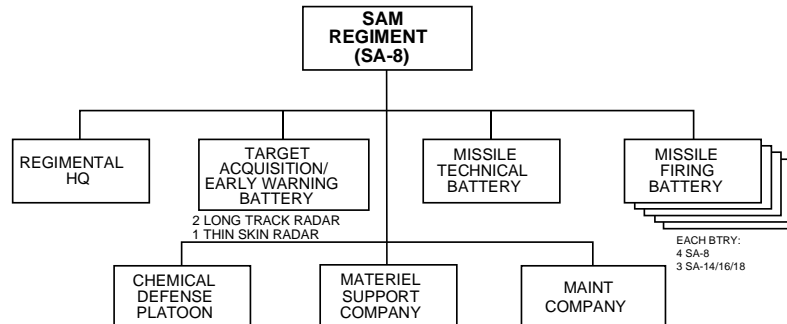 SAM
REGIMENT
(SA-8)
REGIMENTAL
HQ
TARGET
ACQUISITION/
EARLY WARNING
BATTERY
2 LONG TRACK RADAR
1 THIN SKIN RADAR
MISSILE
TECHNICAL
BATTERY
MISSILE
FIRING
BATTERY
EACH BTRY:
4 SA-8
3 SA-14/16/18
CHEMICAL
DEFENSE
PLATOON
MATERIEL
SUPPORT
COMPANY
MAINT
COMPANY